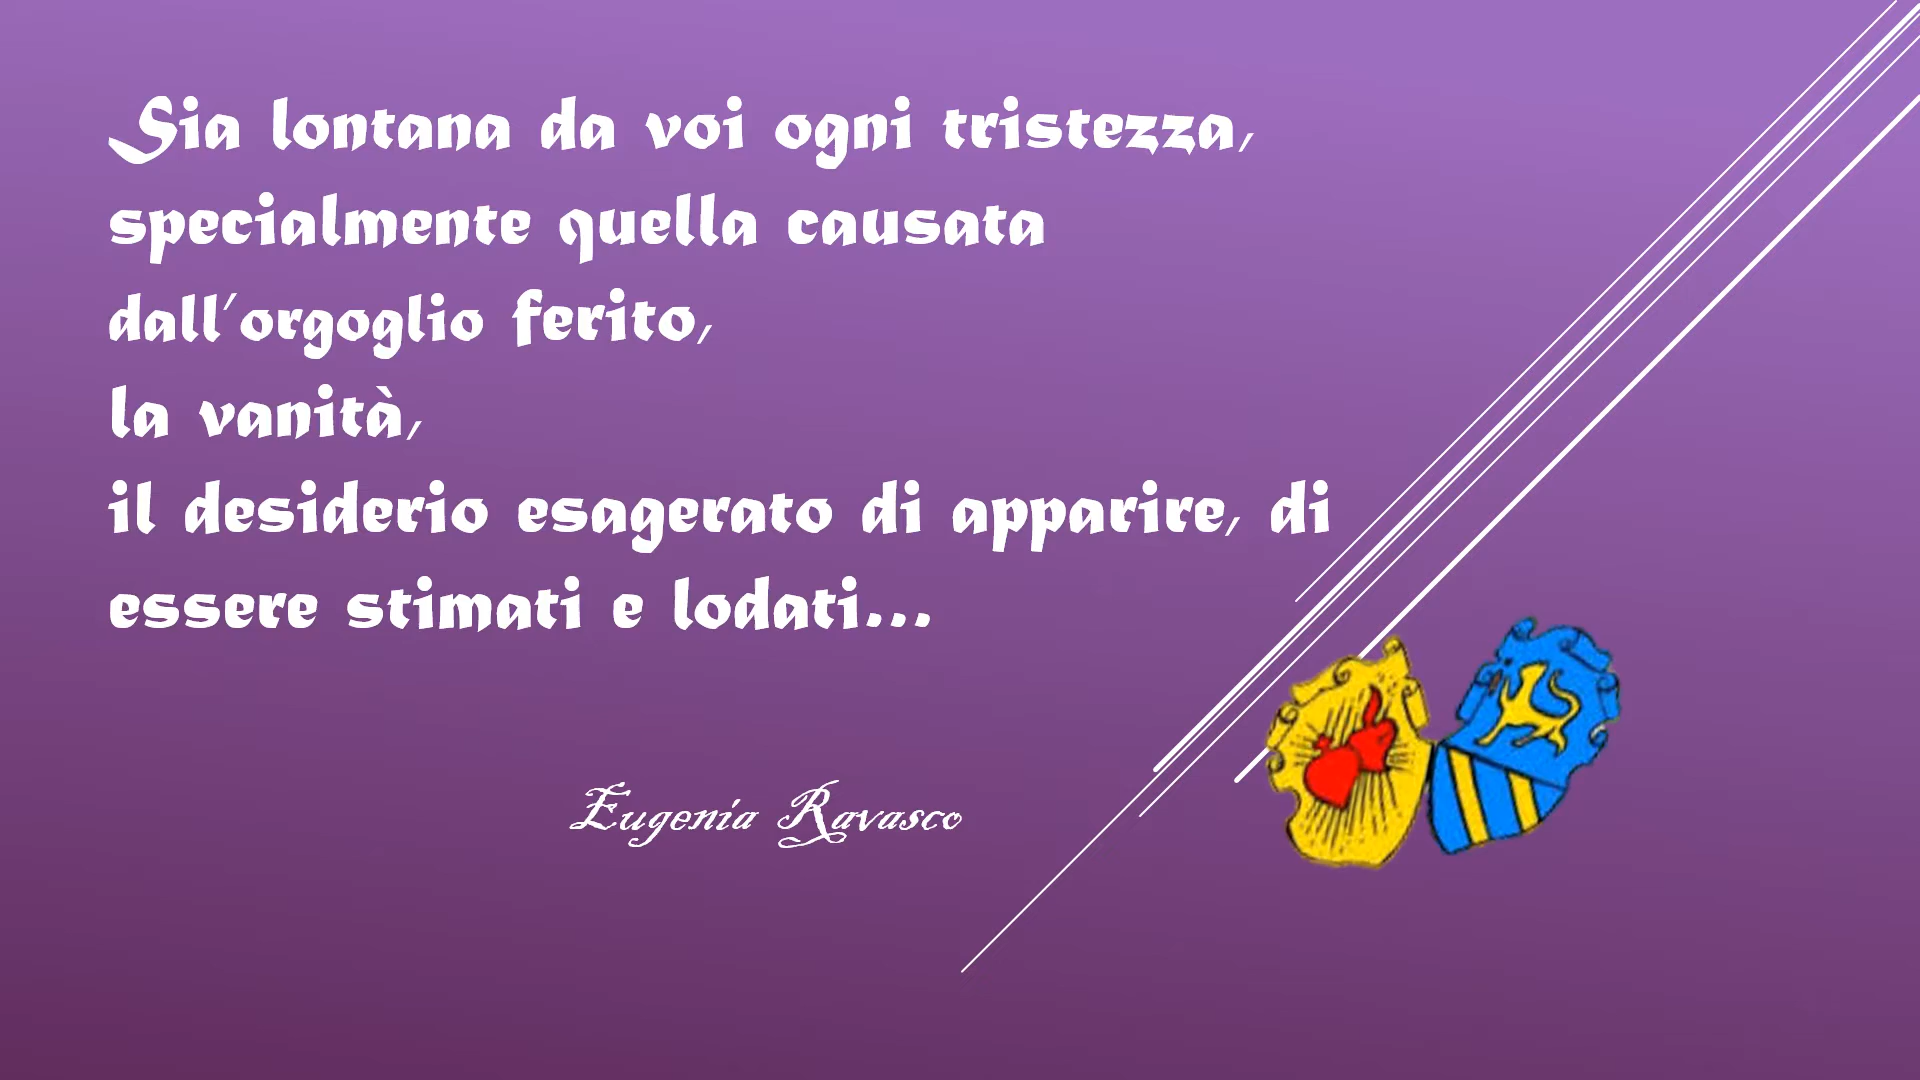 Sia lontana da voi ogni tristezza,
specialmente quella causata
dall'orgoglio ferito,
la vanità,
il desiderio esagerato di apparire, di
essere stimati e lodati...
Eugenia Ravasco